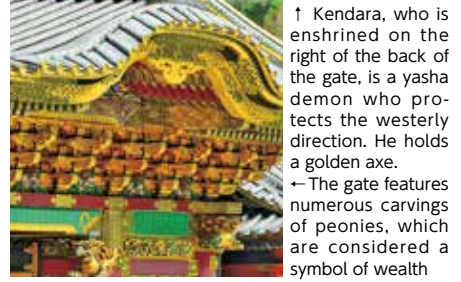 ↑ Kendara, who is
enshrined on the
right of the back of
the gate, is a yasha
demon who pro-
tects the westerly
direction. He holds
a golden axe.
←The gate features
numerous carvings
of peonies, which
are considered a
symbol of wealth